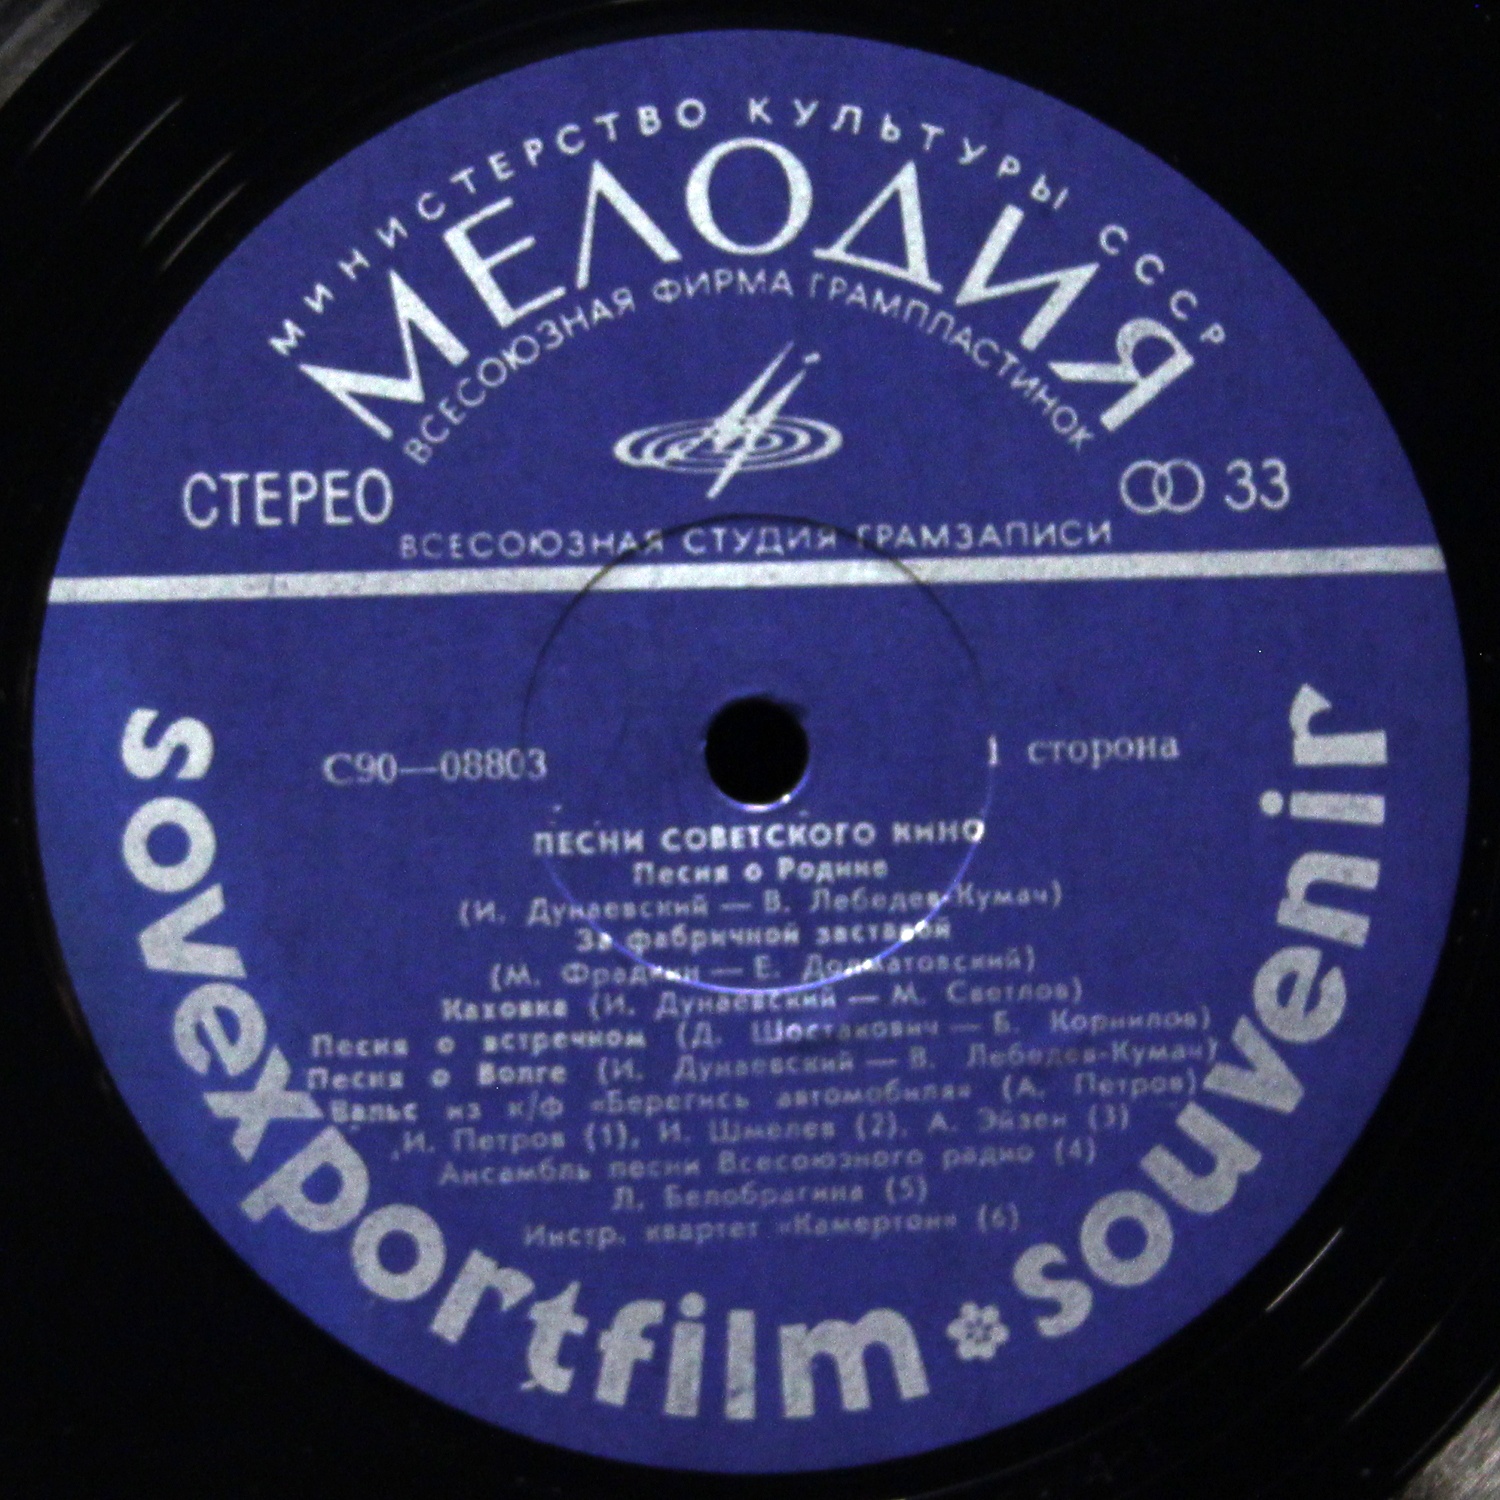 МИНИСТЕРСТВО КУЛЬТУРЫ СССР
МЕЛОДИЯ
ВСЕСОЮЗНАЯ ФИРМА ГРАМПЛАСТИНОК
СТЕРЕО
33
ВСЕСОЮЗНАЯ СТУДИЯ ГРАМЗАПИСИ
С90—08803
1 сторона
ПЕСНИ СОВЕТСКОГО КИНО
Песня о Родине
(И. Дунаевский — В. Лебедев-Кумач)
За фабричной заставой
(М. Фрадкин — Е. Долматовский)
Каховка (И. Дунаевский — М. Светлов)
Песня о встречном (Д. Шостакович — Б. Корнилов)
Песня о Волге (И. Дунаевский — В. Лебедев-Кумач)
Вальс из к/ф «Берегись автомобиля» (А. Петров)
И. Петров (1), И. Шмелев (2), А. Эйзен (3)
Ансамбль песни Всесоюзного радио (4)
Л. Белобрагина (5)
Инстр. квартет «Камертон» (6)
sovexportfilm * souvenir